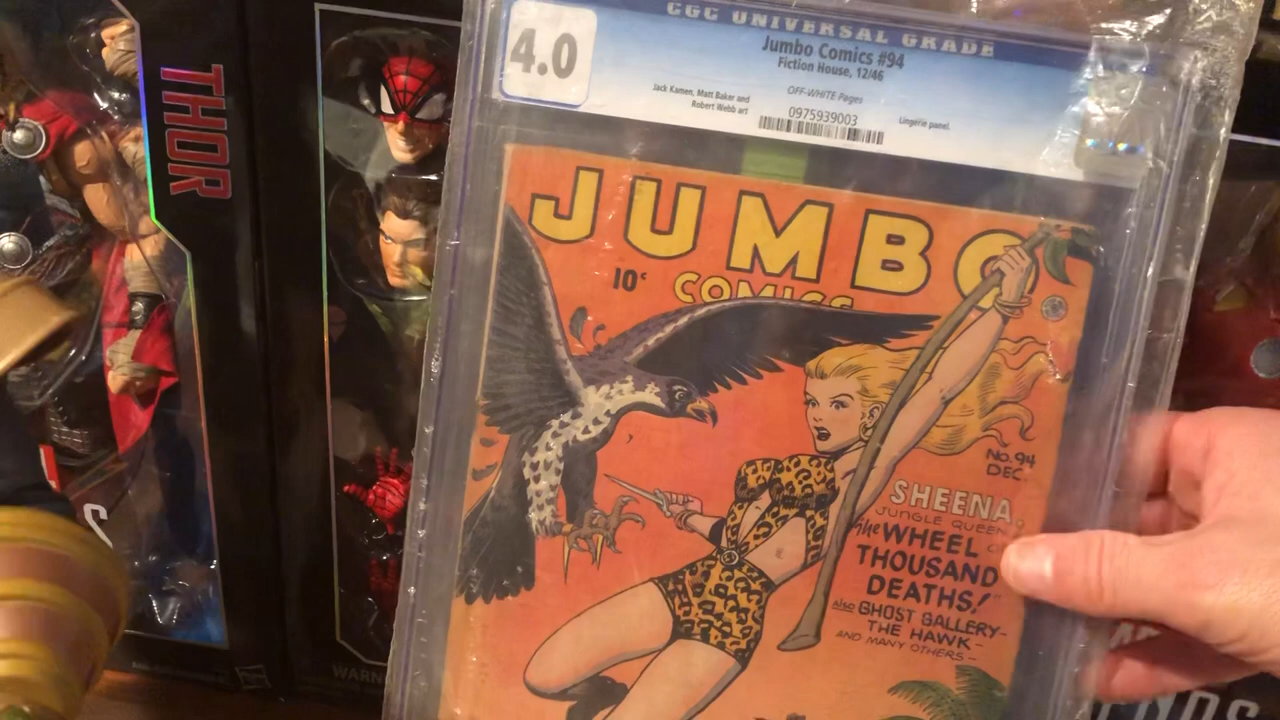 CGC UNIVERSAL GRADE
4.0
Jumbo Comics #94
Fiction House, 12/46
OFF-WHITE Pages
Jack Kamen, Matt Baker and
Robert Webb art
0975939003
Lingerie panel.
THOR
JUMBO
10¢
COMICS
No. 94
DEC.
SHEENA
JUNGLE QUEEN
"The WHEEL OF
THOUSAND
DEATHS!"
ALSO GHOST GALLERY-
THE HAWK-
AND MANY OTHERS-
WARN